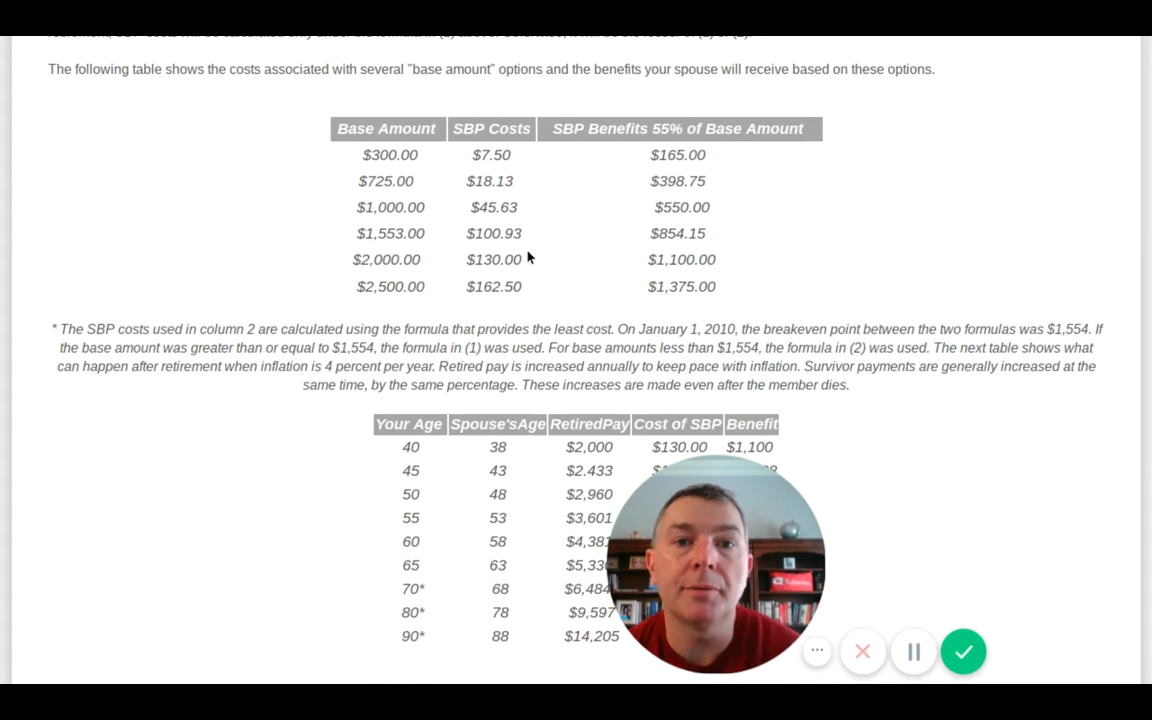 The following table shows the costs associated with several "base amount" options and the benefits your spouse will receive based on these options.
Base Amount SBP Costs SBP Benefits 55% of Base Amount
$300.00 $7.50 $165.00
$725.00 $18.13 $398.75
$1,000.00 $45.63 $550.00
$1,553.00 $100.93 $854.15
$2,000.00 $130.00 $1,100.00
$2,500.00 $162.50 $1,375.00
* The SBP costs used in column 2 are calculated using the formula that provides the least cost. On January 1, 2010, the breakeven point between the two formulas was $1,554. If
the base amount was greater than or equal to $1,554, the formula in (1) was used. For base amounts less than $1,554, the formula in (2) was used. The next table shows what
can happen after retirement when inflation is 4 percent per year. Retired pay is increased annually to keep pace with inflation. Survivor payments are generally increased at the
same time, by the same percentage. These increases are made even after the member dies.
Your Age Spouse'sAge RetiredPay Cost of SBP Benefit
40 38 $2,000 $130.00 $1,100
45 43 $2.433
50 48 $2,960
55 53 $3,601
60 58 $4,381
65 63
70* 68 $6,484
80* 78 $9,597
90* 88 $14,205